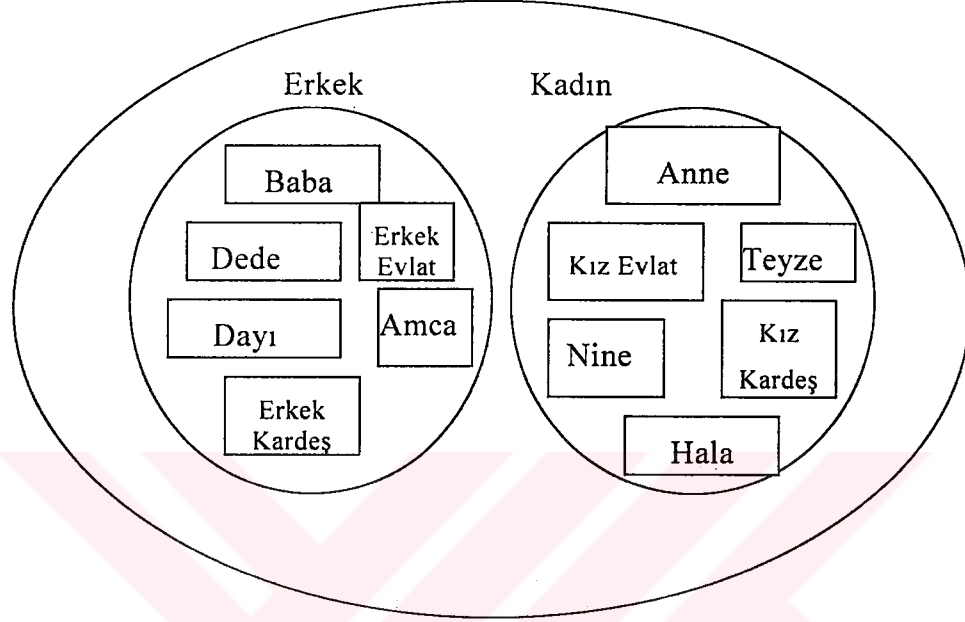 Erkek
Kadın
Baba
Erkek
Evlat
Dede
Dayı
Amca
Erkek
Kardeş
Anne
Kız Evlat
Teyze
Nine
Kız
Kardeş
Hala